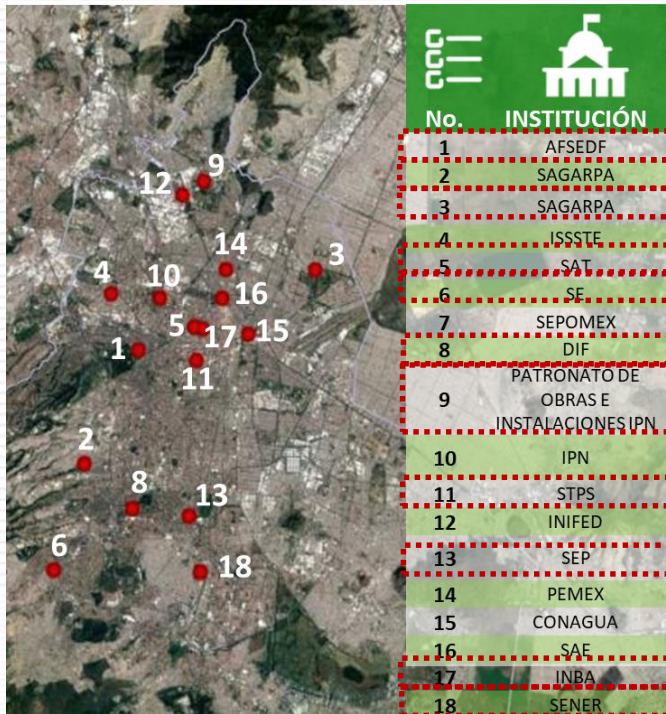 No. INSTITUCIÓN
1 AFSEDF
2 SAGARPA
3 SAGARPA
4 ISSSTE
5 SAT
6 SE
7 SEPOMEX
8 DIF
9 PATRONATO DE
OBRAS E
INSTALACIONES IPN
10 IPN
11 STPS
12 INIFED
13 SEP
14 PEMEX
15 CONAGUA
16 SAE
17 INBA
18 SENER
9
12
14
3
4
10
16
5
17
15
1
11
2
8
13
6
18